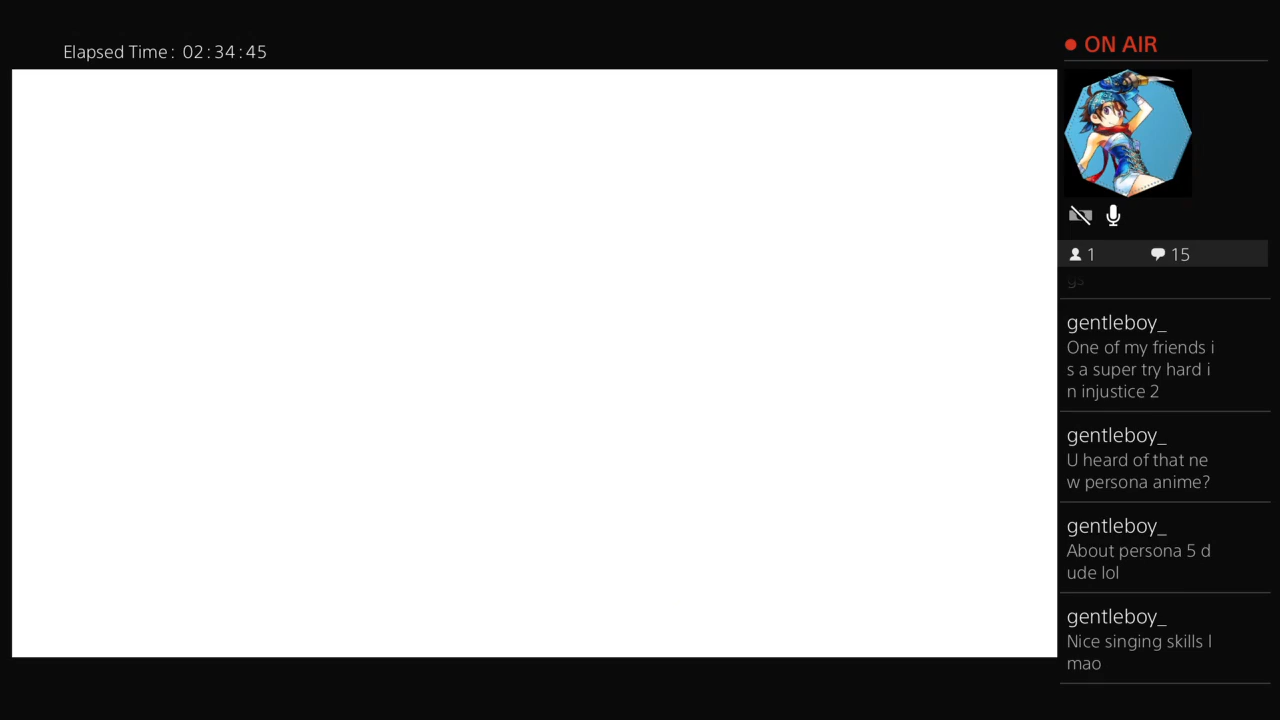 Elapsed Time: 02:34:45
ON AIR
1 15
gs
gentleboy_
One of my friends i
s a super try hard i
n injustice 2
gentleboy_
U heard of that ne
w persona anime?
gentleboy_
About persona 5 d
ude lol
gentleboy_
Nice singing skills l
mao